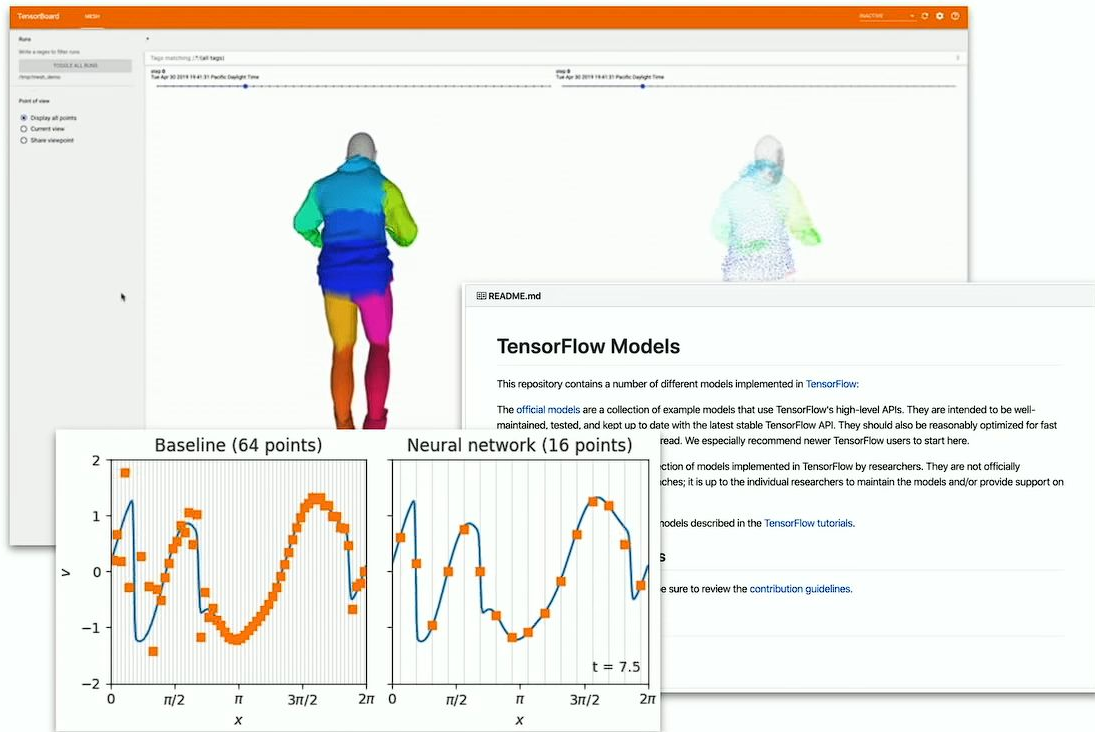 TensorBoard MESH INACTIVE
Runs
Write a regex to filter runs
TOGGLE ALL RUNS
/tmp/mesh_demo
Point of view
Display all points
Current view
Share viewpoint
Tags matching /.*/(all tags)
step 0
Tue Apr 30 2019 19:41:31 Pacific Daylight Time
step 0
Tue Apr 30 2019 19:41:31 Pacific Daylight Time
README.md
TensorFlow Models
This repository contains a number of different models implemented in TensorFlow:
The official models are a collection of example models that use TensorFlow's high-level APIs. They are intended to be well-
maintained, tested, and kept up to date with the latest stable TensorFlow API. They should also be reasonably optimized for fast
read. We especially recommend newer TensorFlow users to start here.
ction of models implemented in TensorFlow by researchers. They are not officially
ches; it is up to the individual researchers to maintain the models and/or provide support on
nodels described in the TensorFlow tutorials.
s
e sure to review the contribution guidelines.
Baseline (64 points)
2
1
0
−1
−2
v
0 π/2 π 3π/2 2π
x
Neural network (16 points)
t = 7.5
0 π/2 π 3π/2 2π
x